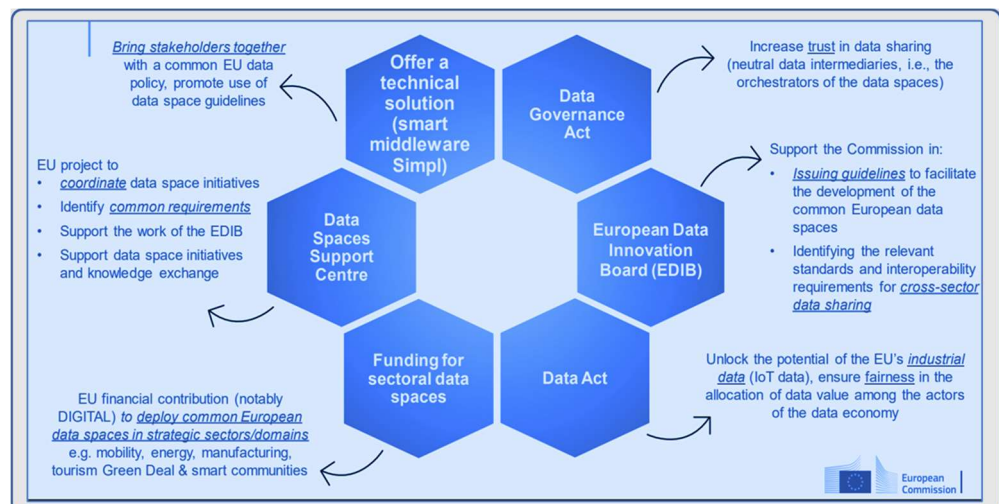 Bring stakeholders together
with a common EU data
policy, promote use of
data space guidelines
Offer a
technical
solution
(smart
middleware
Simpl)
Data
Governance
Act
Increase trust in data sharing
(neutral data intermediaries, i.e., the
orchestrators of the data spaces)
EU project to
• coordinate data space initiatives
• Identify common requirements
• Support the work of the EDIB
• Support data space initiatives
and knowledge exchange
Data
Spaces
Support
Centre
European Data
Innovation
Board (EDIB)
Support the Commission in:
• Issuing guidelines to facilitate
the development of the
common European data
spaces
• Identifying the relevant
standards and interoperability
requirements for cross-sector
data sharing
Funding for
sectoral data
spaces
Data Act
Unlock the potential of the EU's industrial
data (IoT data), ensure fairness in the
allocation of data value among the actors
of the data economy
EU financial contribution (notably
DIGITAL) to deploy common European
data spaces in strategic sectors/domains
e.g. mobility, energy, manufacturing,
tourism Green Deal & smart communities
European
Commission